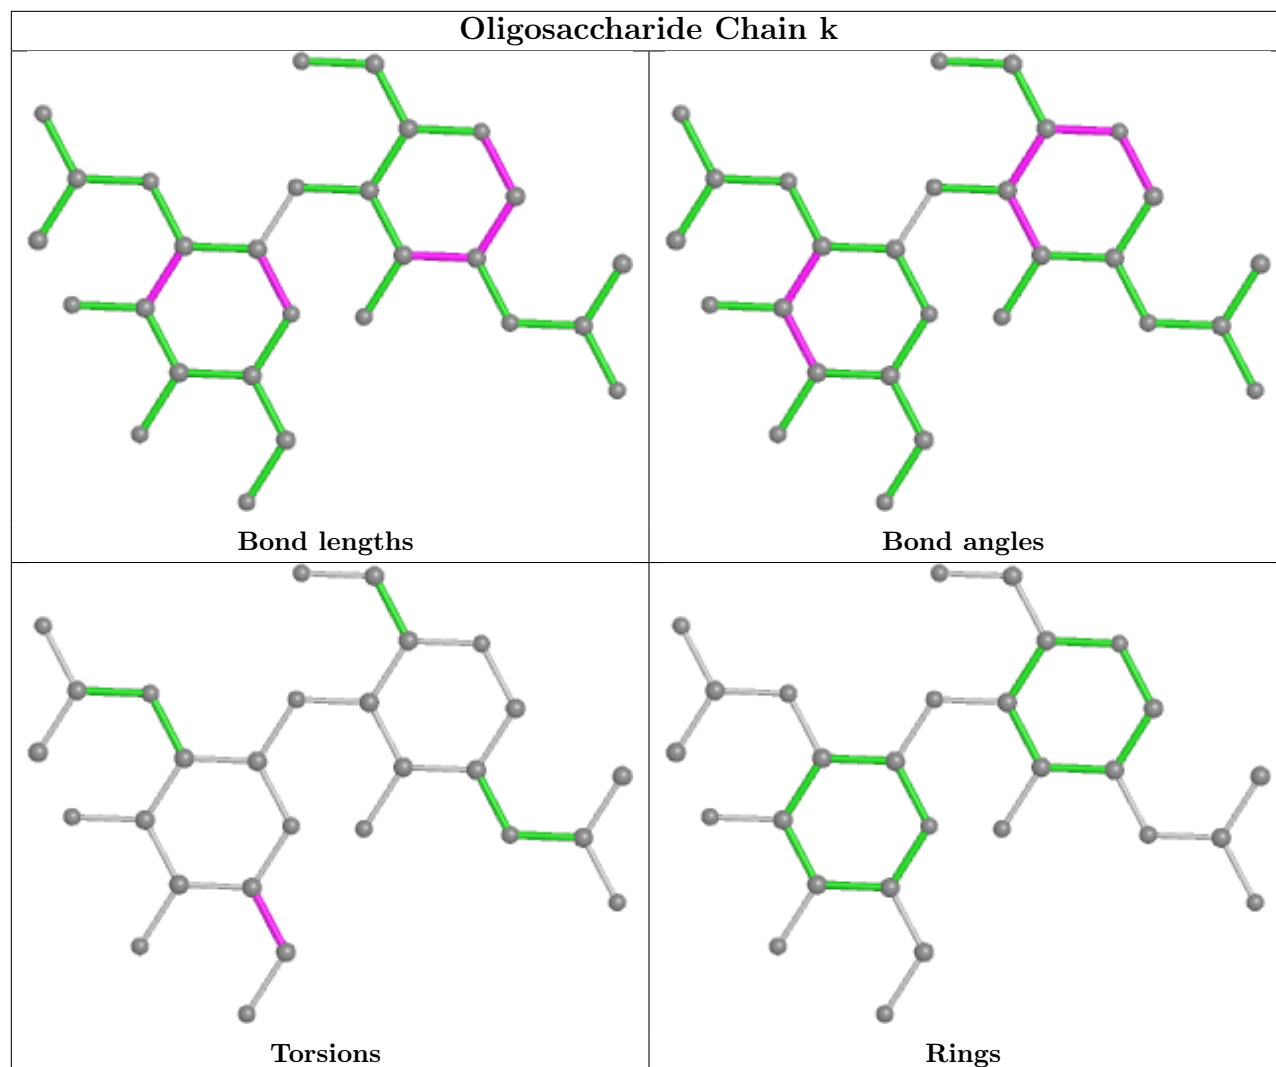 Oligosaccharide Chain k
Bond lengths
Bond angles
Torsions
Rings